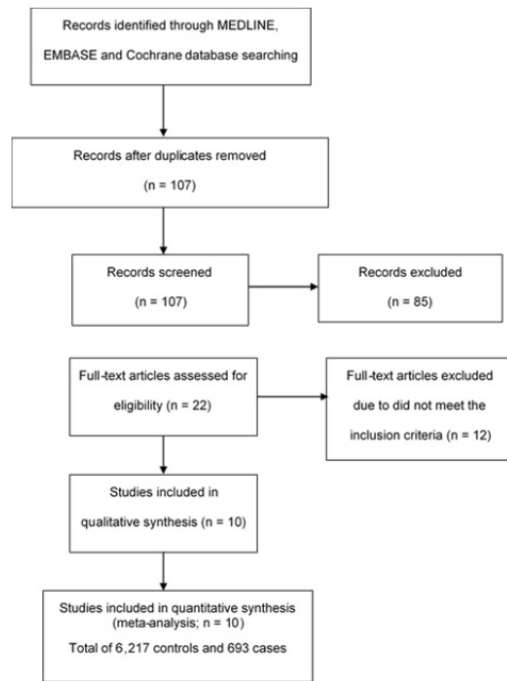 Records identified through MEDLINE,
EMBASE and Cochrane database searching
Records after duplicates removed
(n = 107)
Records screened
(n = 107)
Records excluded
(n = 85)
Full-text articles assessed for
eligibility (n = 22)
Full-text articles excluded
due to did not meet the
inclusion criteria (n = 12)
Studies included in
qualitative synthesis (n = 10)
Studies included in quantitative synthesis
(meta-analysis; n = 10)
Total of 6,217 controls and 693 cases